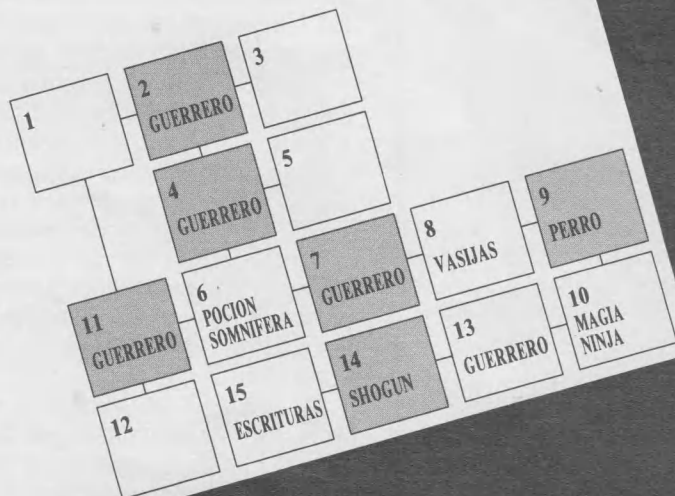 1
2
GUERRERO
3
4
GUERRERO
5
6
POCION
SOMNIFERA
7
GUERRERO
8
VASIJAS
9
PERRO
10
MAGIA
NINJA
11
GUERRERO
12
13
GUERRERO
14
SHOGUN
15
ESCRITURAS